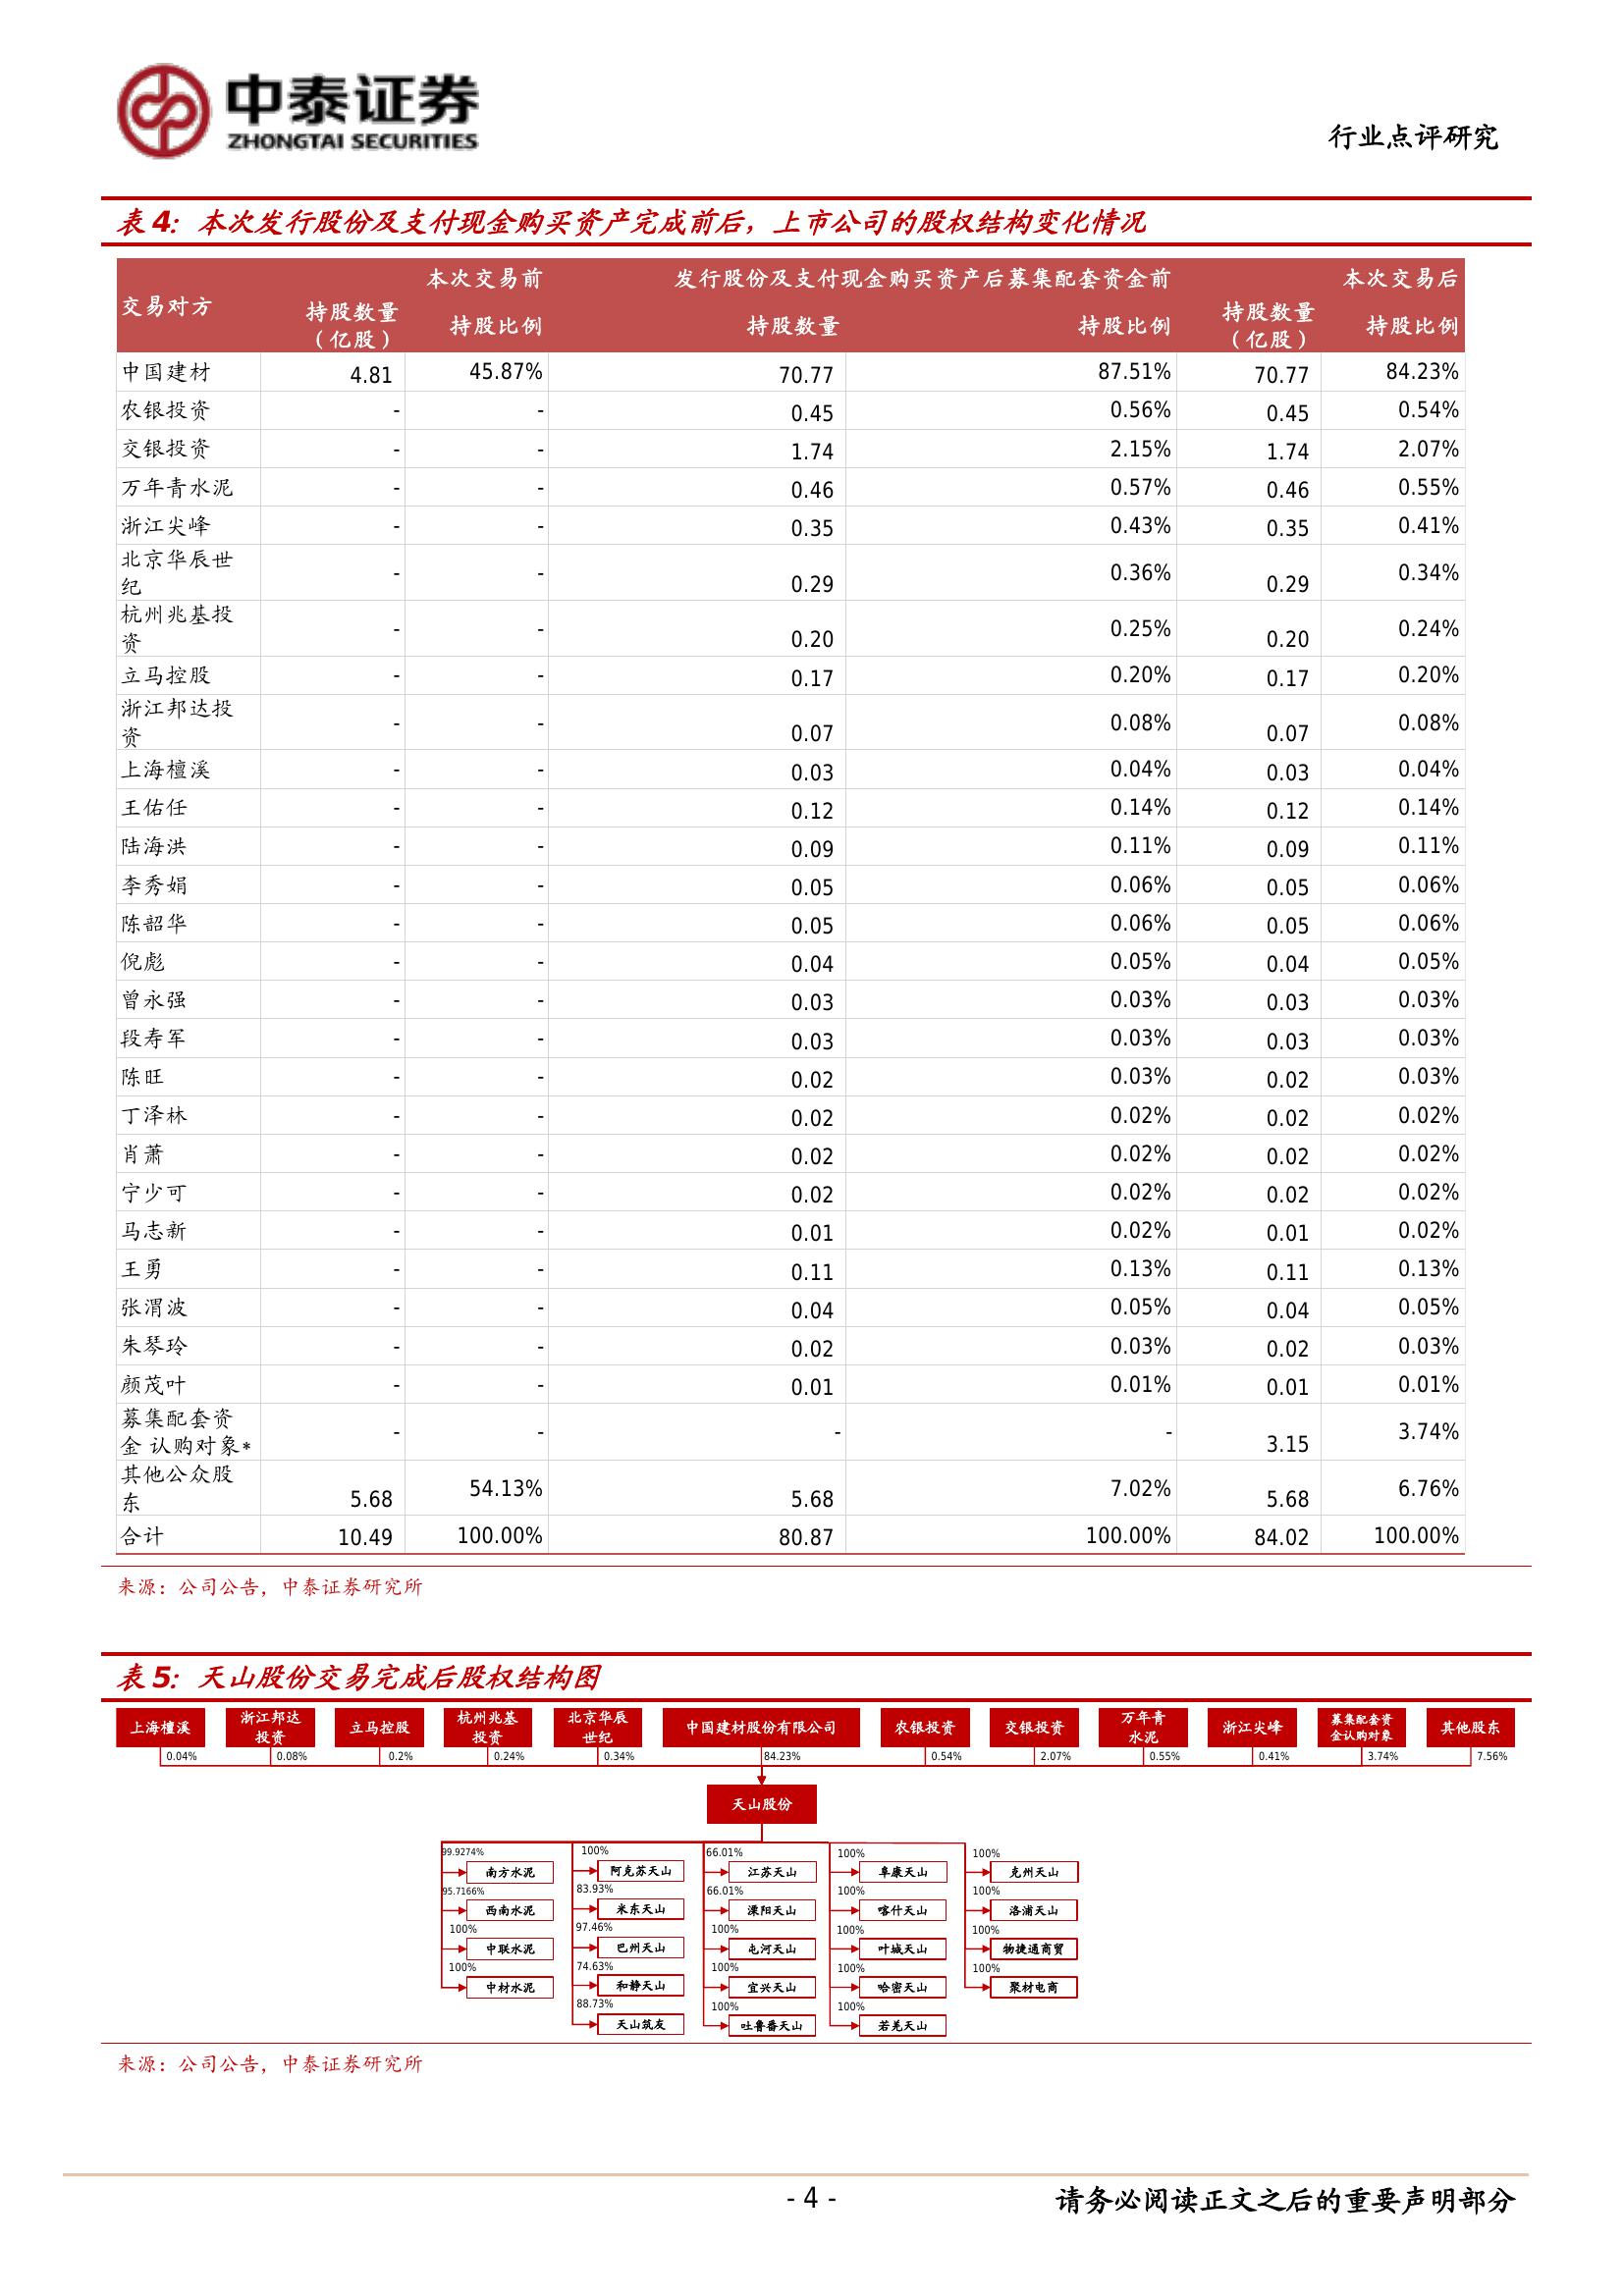 中泰证券
ZHONGTAI SECURITIES
行业点评研究
表 4：本次发行股份及支付现金购买资产完成前后，上市公司的股权结构变化情况
交易对方 本次交易前 发行股份及支付现金购买资产后募集配套资金前 本次交易后
持股数量（亿股） 持股比例 持股数量 持股比例 持股数量（亿股） 持股比例
中国建材 4.81 45.87% 70.77 87.51% 70.77 84.23%
农银投资 - - 0.45 0.56% 0.45 0.54%
交银投资 - - 1.74 2.15% 1.74 2.07%
万年青水泥 - - 0.46 0.57% 0.46 0.55%
浙江尖峰 - - 0.35 0.43% 0.35 0.41%
北京华辰世纪 - - 0.29 0.36% 0.29 0.34%
杭州兆基投资 - - 0.20 0.25% 0.20 0.24%
立马控股 - - 0.17 0.20% 0.17 0.20%
浙江邦达投资 - - 0.07 0.08% 0.07 0.08%
上海檀溪 - - 0.03 0.04% 0.03 0.04%
王佑任 - - 0.12 0.14% 0.12 0.14%
陆海洪 - - 0.09 0.11% 0.09 0.11%
李秀娟 - - 0.05 0.06% 0.05 0.06%
陈韶华 - - 0.05 0.06% 0.05 0.06%
倪彪 - - 0.04 0.05% 0.04 0.05%
曾永强 - - 0.03 0.03% 0.03 0.03%
段寿军 - - 0.03 0.03% 0.03 0.03%
陈旺 - - 0.02 0.03% 0.02 0.03%
丁泽林 - - 0.02 0.02% 0.02 0.02%
肖萧 - - 0.02 0.02% 0.02 0.02%
宁少可 - - 0.02 0.02% 0.02 0.02%
马志新 - - 0.01 0.02% 0.01 0.02%
王勇 - - 0.11 0.13% 0.11 0.13%
张渭波 - - 0.04 0.05% 0.04 0.05%
朱琴玲 - - 0.02 0.03% 0.02 0.03%
颜茂叶 - - 0.01 0.01% 0.01 0.01%
募集配套资金 认购对象* - - - - 3.15 3.74%
其他公众股东 5.68 54.13% 5.68 7.02% 5.68 6.76%
合计 10.49 100.00% 80.87 100.00% 84.02 100.00%
来源：公司公告，中泰证券研究所
表 5：天山股份交易完成后股权结构图
上海檀溪 浙江邦达投资 立马控股 杭州兆基投资 北京华辰世纪 中国建材股份有限公司 农银投资 交银投资 万年青水泥 浙江尖峰 募集配套资金认购对象 其他股东
0.04% 0.08% 0.2% 0.24% 0.34% 84.23% 0.54% 2.07% 0.55% 0.41% 3.74% 7.56%
天山股份
99.9274% 100% 66.01% 100% 100%
南方水泥 阿克苏天山 江苏天山 阜康天山 克州天山
95.7166% 83.93% 66.01% 100% 100%
西南水泥 米东天山 溧阳天山 喀什天山 洛浦天山
100% 97.46% 100% 100% 100%
中联水泥 巴州天山 屯河天山 叶城天山 物捷通商贸
100% 74.63% 100% 100% 100%
中材水泥 和静天山 宜兴天山 哈密天山 聚材电商
88.73% 100% 100%
天山筑友 吐鲁番天山 若羌天山
来源：公司公告，中泰证券研究所
- 4 -
请务必阅读正文之后的重要声明部分